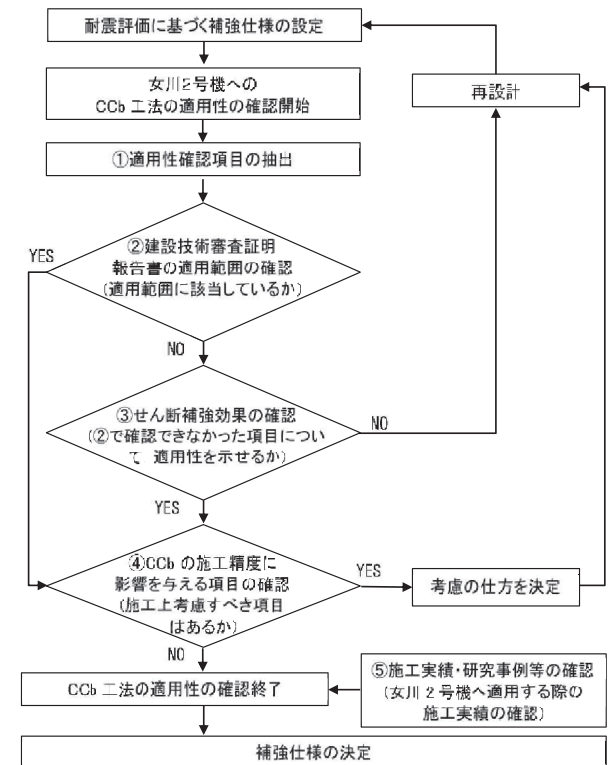 耐震評価に基づく補強仕様の設定
女川2号機への
CCb 工法の適用性の確認開始
再設計
①適用性確認項目の抽出
YES
②建設技術審査証明
報告書の適用範囲の確認
(適用範囲に該当しているか)
NO
③せん断補強効果の確認
(②で確認できなかった項目につい
て 適用性を示せるか)
NO
YES
④CCb の施工精度に
影響を与える項目の確認
(施工上考慮すべき項目
はあるか)
YES
考慮の仕方を決定
NO
CCb 工法の適用性の確認終了
⑤施工実績・研究事例等の確認
(女川 2 号機へ適用する際の
施工実績の確認)
補強仕様の決定